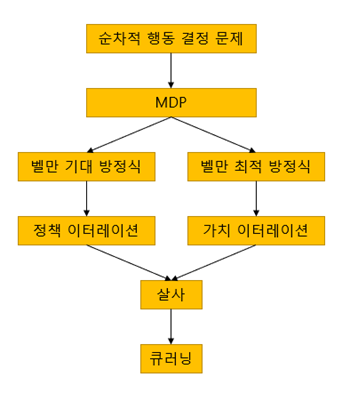 순차적 행동 결정 문제
MDP
벨만 기대 방정식
벨만 최적 방정식
정책 이터레이션
가치 이터레이션
살사
큐러닝